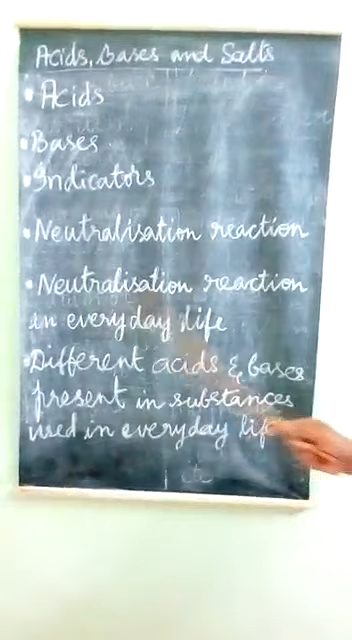 Acids, Bases and Salts
• Acids
• Bases
• Indicators
• Neutralisation reaction
• Neutralisation reaction
in everyday life
• Different acids & bases
present in substances
used in everyday life